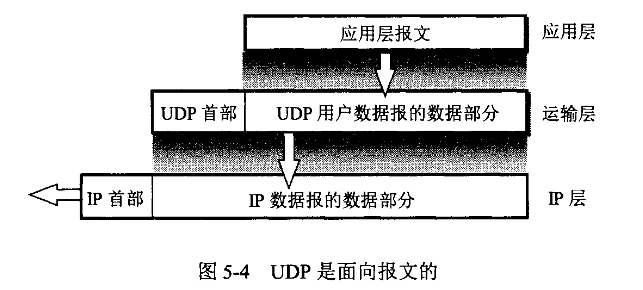 应用层报文 应用层
UDP 首部 UDP 用户数据报的数据部分 运输层
IP 首部 IP 数据报的数据部分 IP 层
图 5-4 UDP 是面向报文的